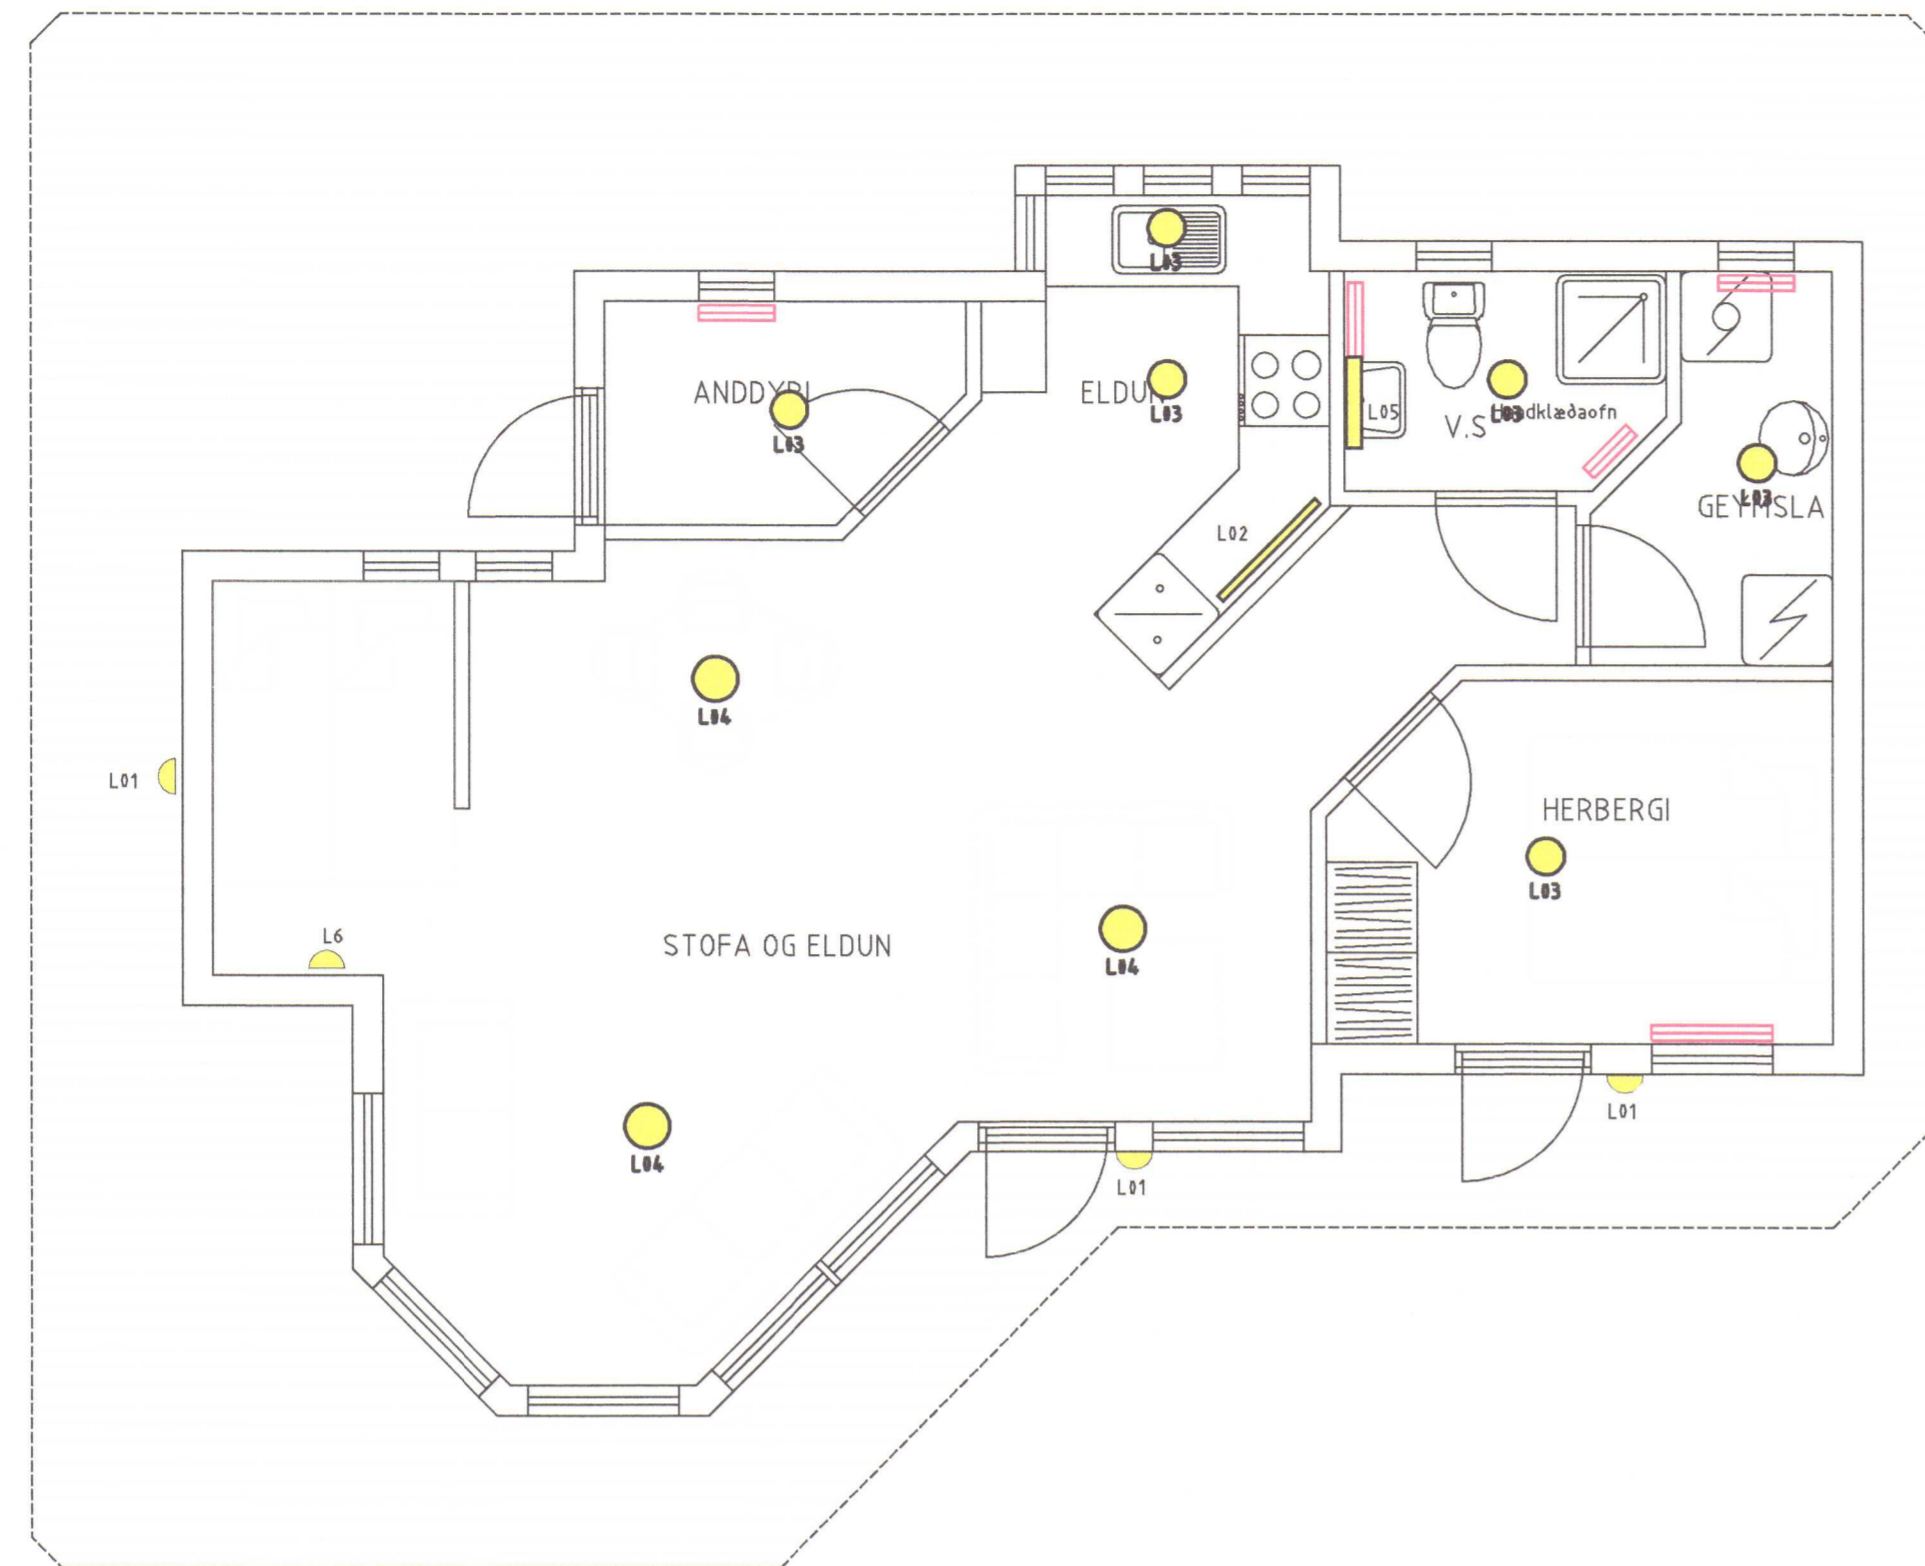 L03
ANDDYRI
L03
ELDUN
L03
L05
V.S
L03
Handklæðaofn
L03
GEYMSLA
L02
L04
L01
HERBERGI
L03
L6
STOFA OG ELDUN
L04
L01
L04
L01